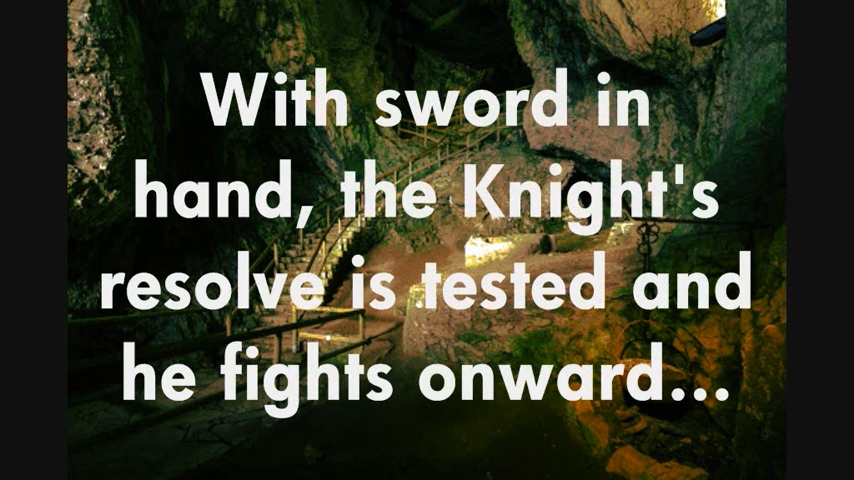 With sword in
hand, the Knight's
resolve is tested and
he fights onward...